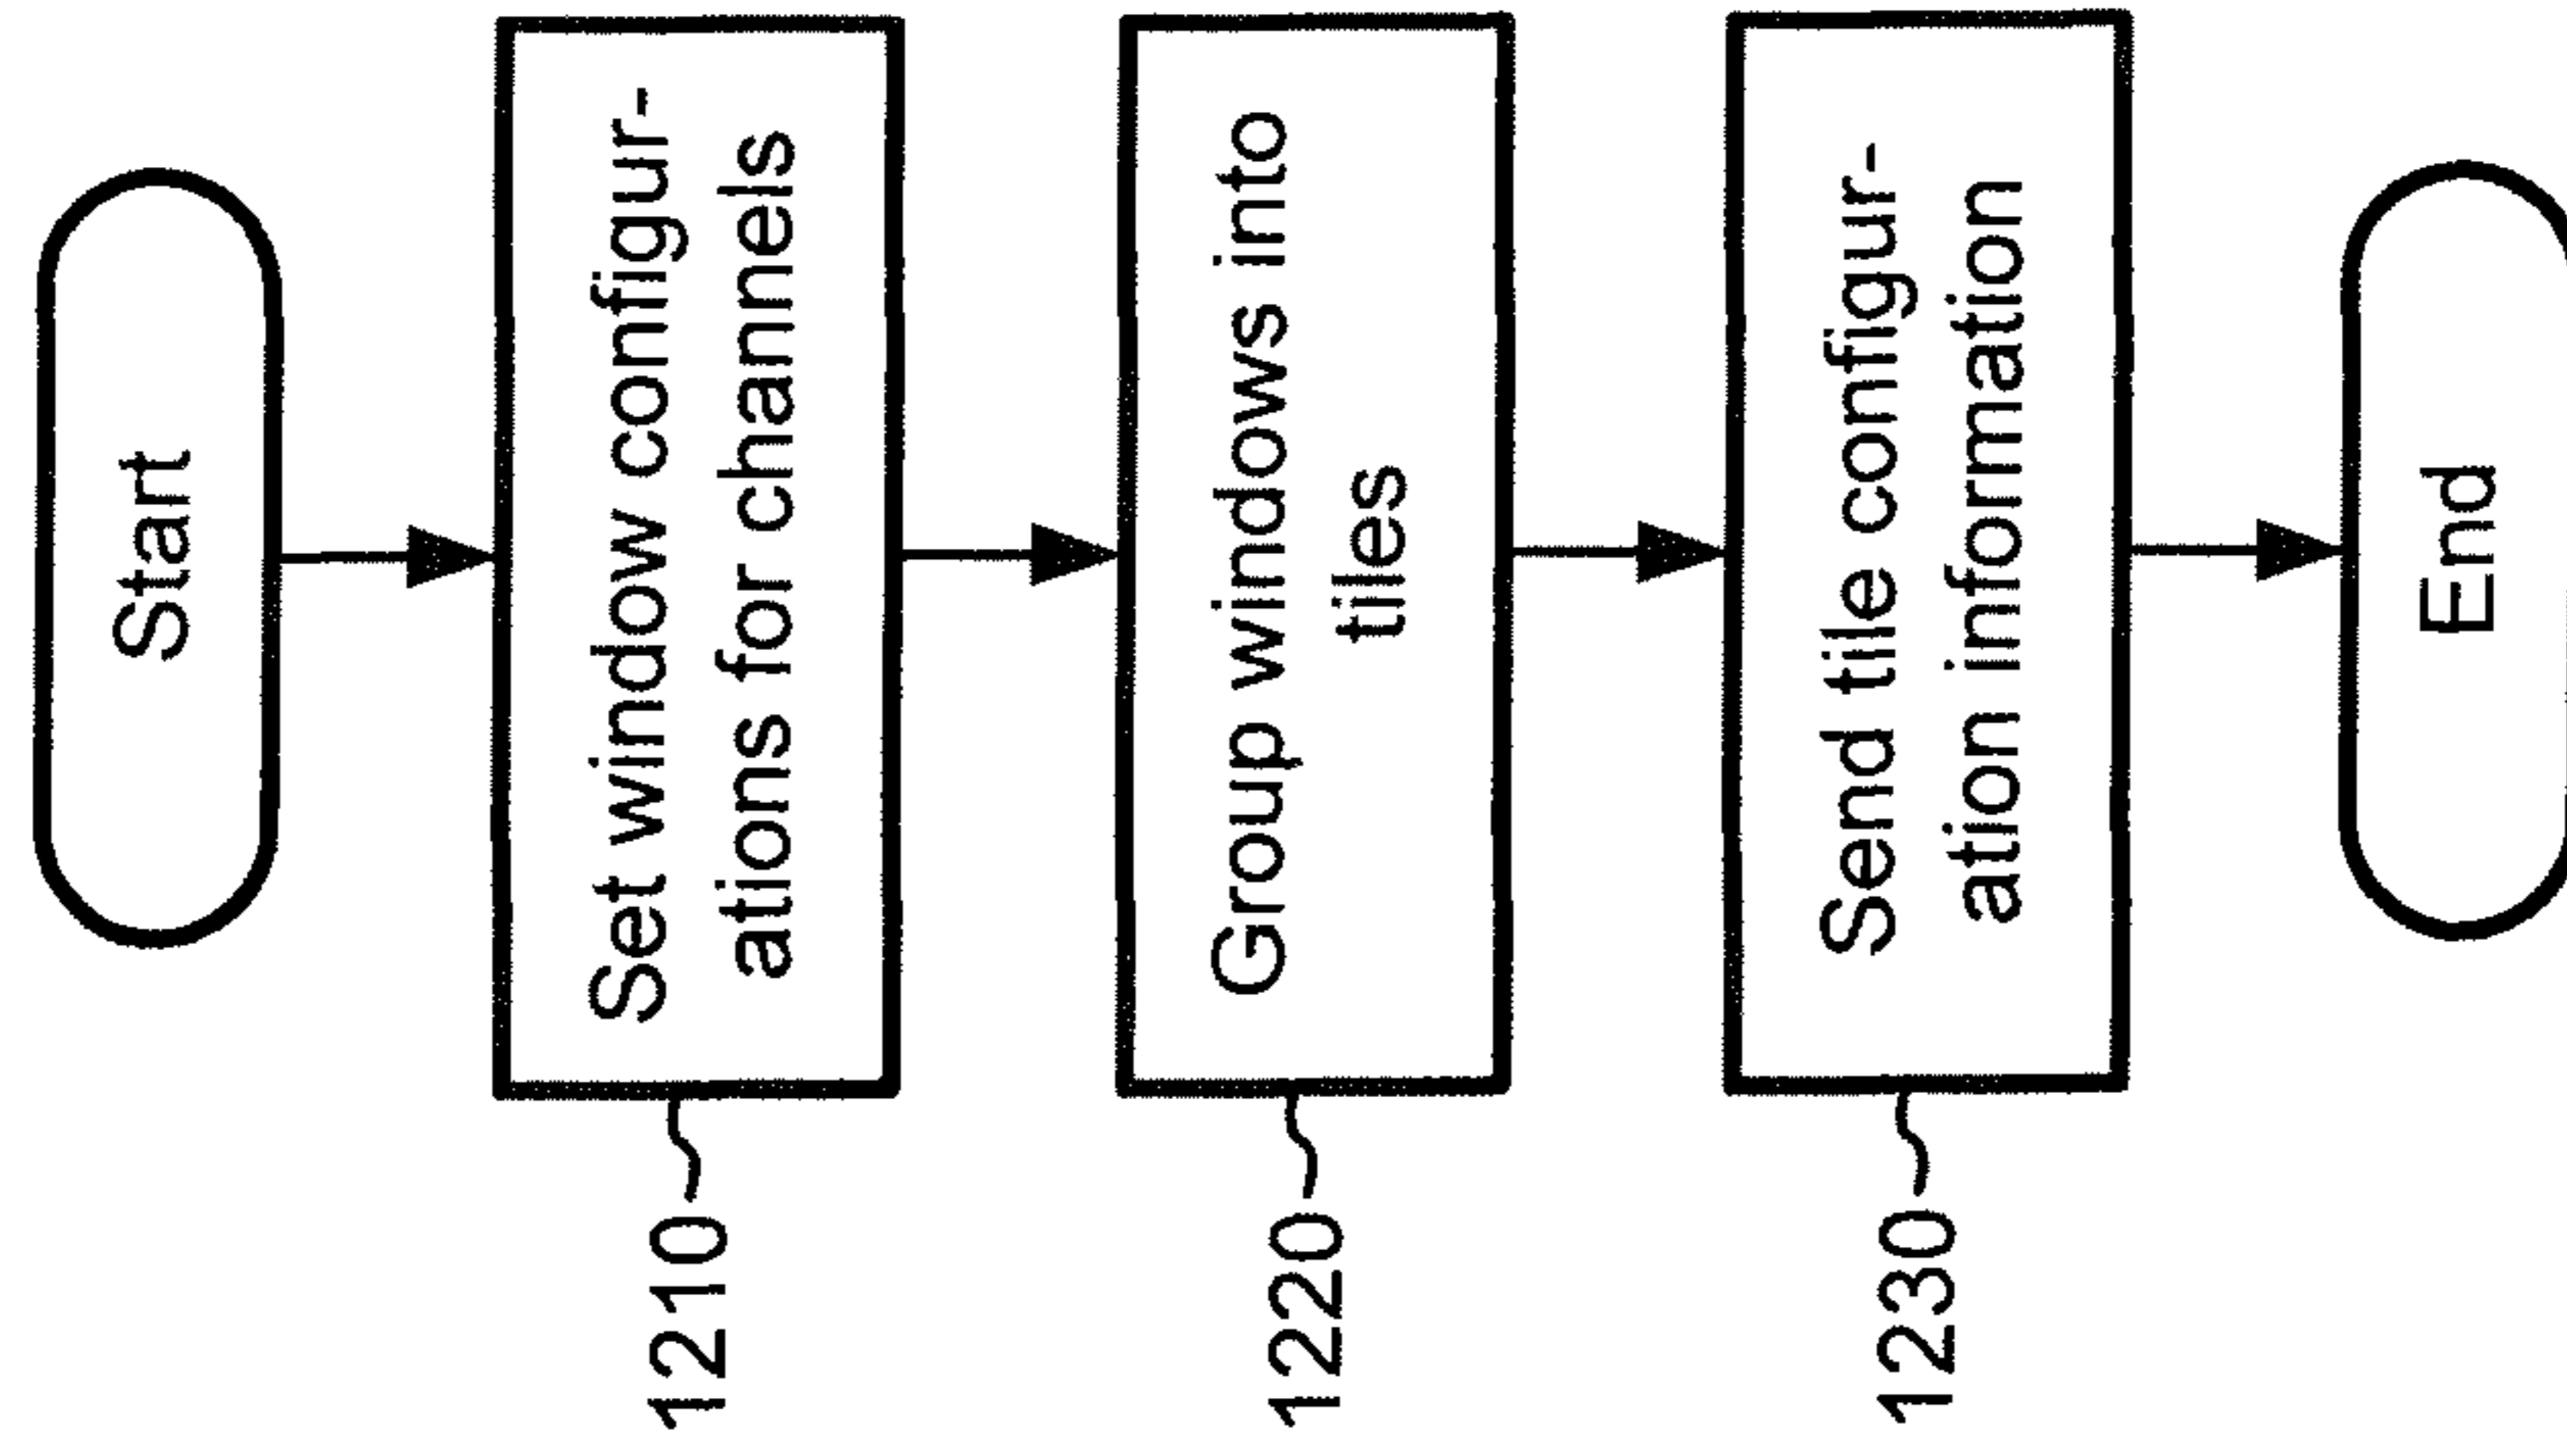 Start
1210
Set window configur-
ations for channels
1220
Group windows into
tiles
1230
Send tile configur-
ation information
End